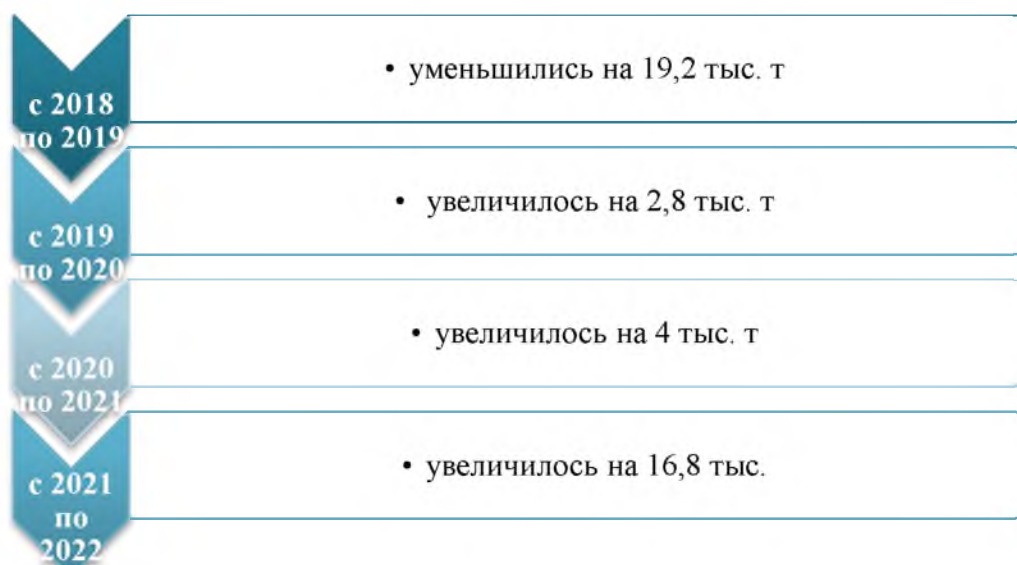 с 2018
по 2019
• уменьшились на 19,2 тыс. т
с 2019
по 2020
• увеличилось на 2,8 тыс. т
с 2020
по 2021
• увеличилось на 4 тыс. т
с 2021
по
2022
• увеличилось на 16,8 тыс.